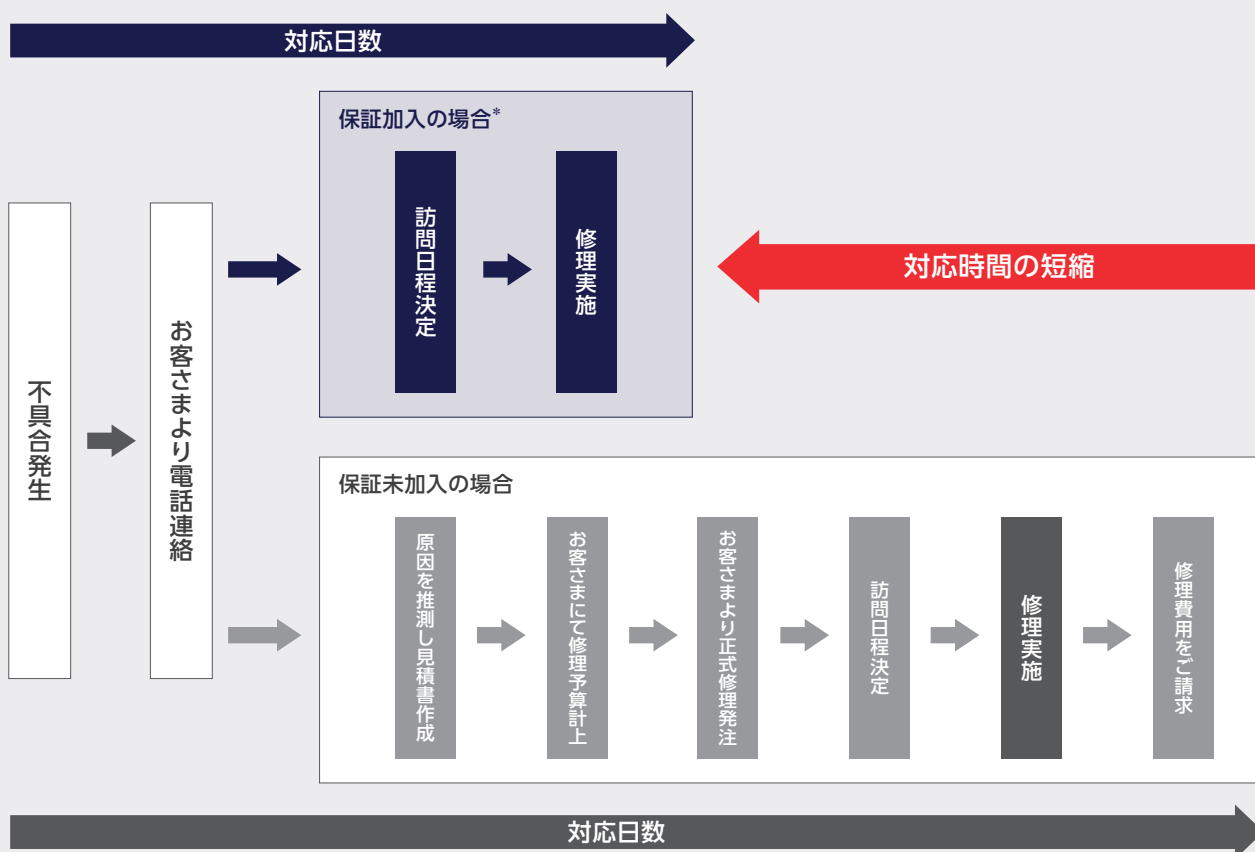 対応日数
保証加入の場合*
訪問日程決定
修理実施
対応時間の短縮
不具合発生
お客さまより電話連絡
保証未加入の場合
原因を推測し見積書作成
お客さまにて修理予算計上
お客さまより正式修理発注
訪問日程決定
修理実施
修理費用をご請求
対応日数